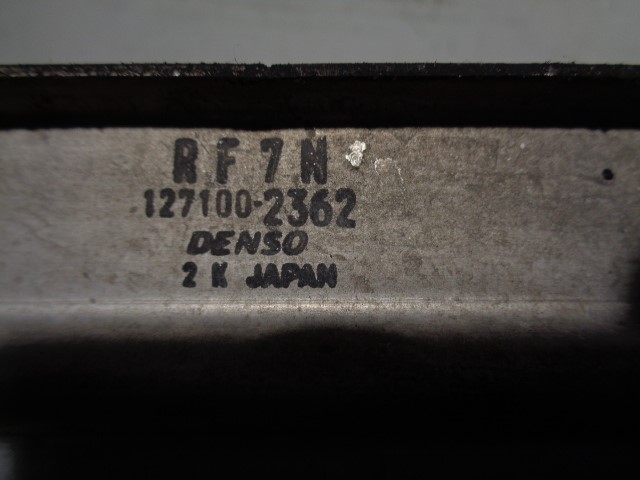 RF7N
127100-2362
DENSO
2 K JAPAN